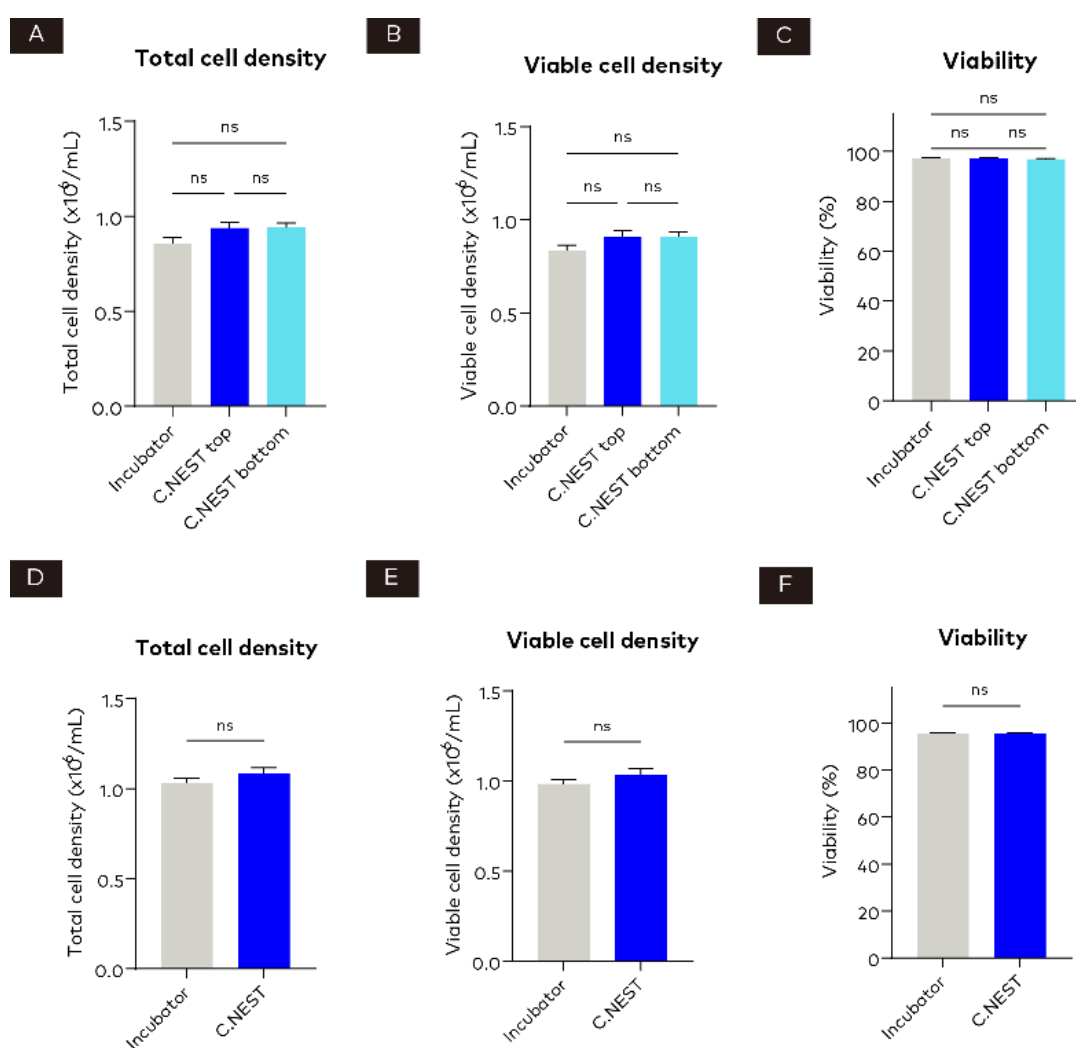 A
Total cell density
Total cell density (x10⁶/mL)
1.5
1.0
0.5
0.0
ns
ns
ns
Incubator
C.NEST top
C.NEST bottom
B
Viable cell density
Viable cell density (x10⁶/mL)
1.5
1.0
0.5
0.0
ns
ns
ns
Incubator
C.NEST top
C.NEST bottom
C
Viability
Viability (%)
100
80
60
40
20
0
ns
ns
ns
Incubator
C.NEST top
C.NEST bottom
D
Total cell density
Total cell density (x10⁶/mL)
1.5
1.0
0.5
0.0
ns
Incubator
C.NEST
E
Viable cell density
Viable cell density (x10⁶/mL)
1.5
1.0
0.5
0.0
ns
Incubator
C.NEST
F
Viability
Viability (%)
100
80
60
40
20
0
ns
Incubator
C.NEST